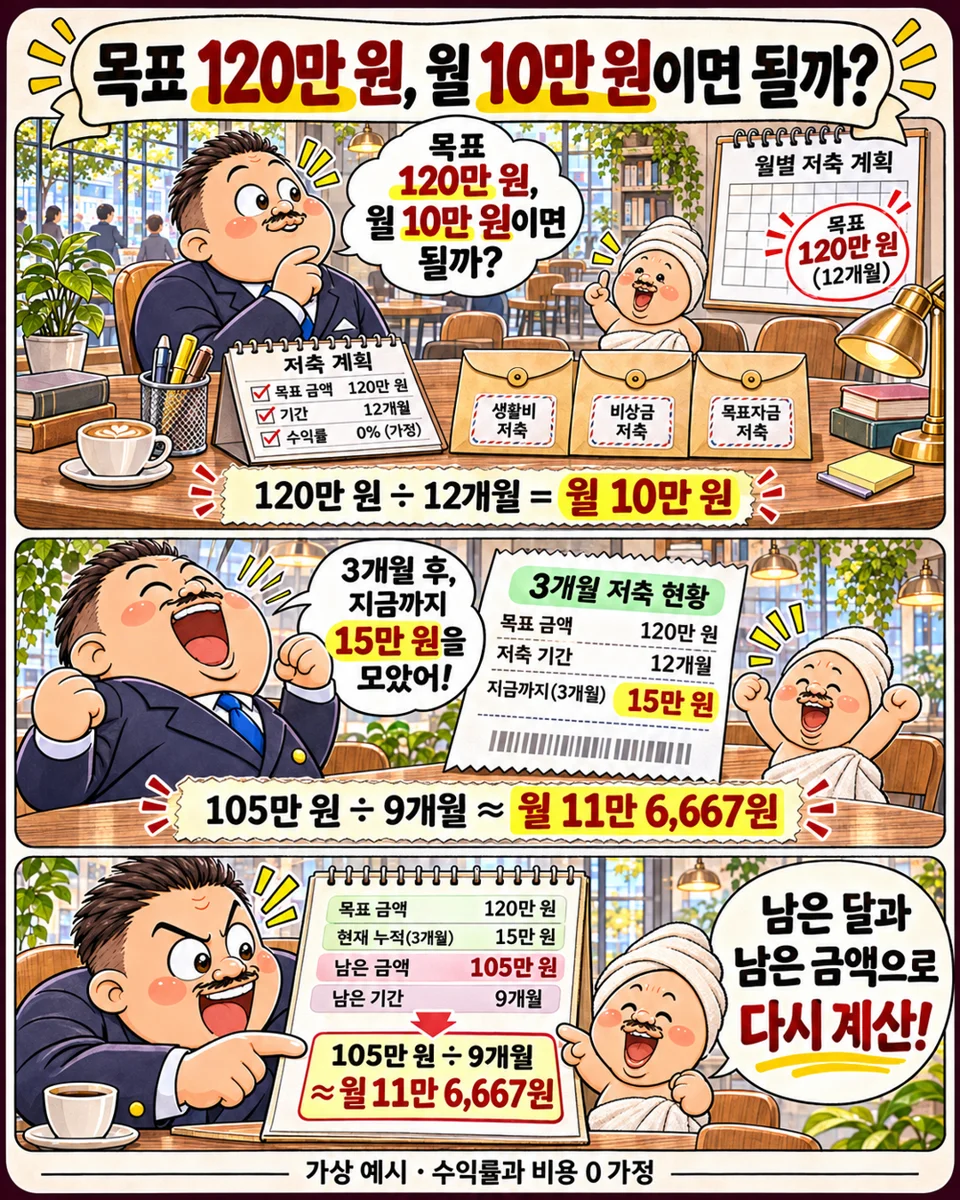 목표 120만 원, 월 10만 원이면 될까?
목표
120만 원,
월 10만 원이면
될까?
월별 저축 계획
목표
120만 원
(12개월)
저축 계획
목표 금액 120만 원
기간 12개월
수익률 0% (가정)
생활비
저축
비상금
저축
목표자금
저축
120만 원 ÷ 12개월 = 월 10만 원
3개월 후,
지금까지
15만 원을
모았어!
3개월 저축 현황
목표 금액 120만 원
저축 기간 12개월
지금까지(3개월) 15만 원
105만 원 ÷ 9개월 ≈ 월 11만 6,667원
목표 금액 120만 원
현재 누적(3개월) 15만 원
남은 금액 105만 원
남은 기간 9개월
105만 원 ÷ 9개월
≈ 월 11만 6,667원
남은 달과
남은 금액으로
다시 계산!
가상 예시 · 수익률과 비용 0 가정